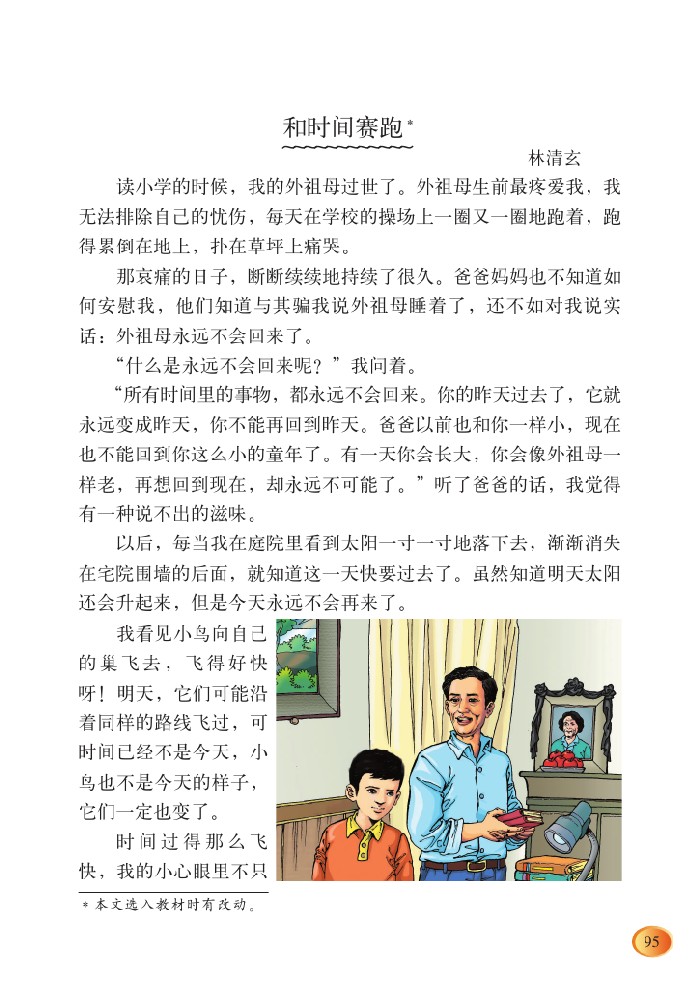 和时间赛跑*
林清玄
读小学的时候，我的外祖母过世了。外祖母生前最疼爱我，我
无法排除自己的忧伤，每天在学校的操场上一圈又一圈地跑着，跑
得累倒在地上，扑在草坪上痛哭。
那哀痛的日子，断断续续地持续了很久。爸爸妈妈也不知道如
何安慰我，他们知道与其骗我说外祖母睡着了，还不如对我说实
话：外祖母永远不会回来了。
“什么是永远不会回来呢？”我问着。
“所有时间里的事物，都永远不会回来。你的昨天过去了，它就
永远变成昨天，你不能再回到昨天。爸爸以前也和你一样小，现在
也不能回到你这么小的童年了。有一天你会长大，你会像外祖母一
样老，再想回到现在，却永远不可能了。”听了爸爸的话，我觉得
有一种说不出的滋味。
以后，每当我在庭院里看到太阳一寸一寸地落下去，渐渐消失
在宅院围墙的后面，就知道这一天快要过去了。虽然知道明天太阳
还会升起来，但是今天永远不会再来了。
我看见小鸟向自己
的巢飞去，飞得好快
呀！明天，它们可能沿
着同样的路线飞过，可
时间已经不是今天，小
鸟也不是今天的样子，
它们一定也变了。
时间过得那么飞
快，我的小心眼里不只
* 本文选入教材时有改动。
95